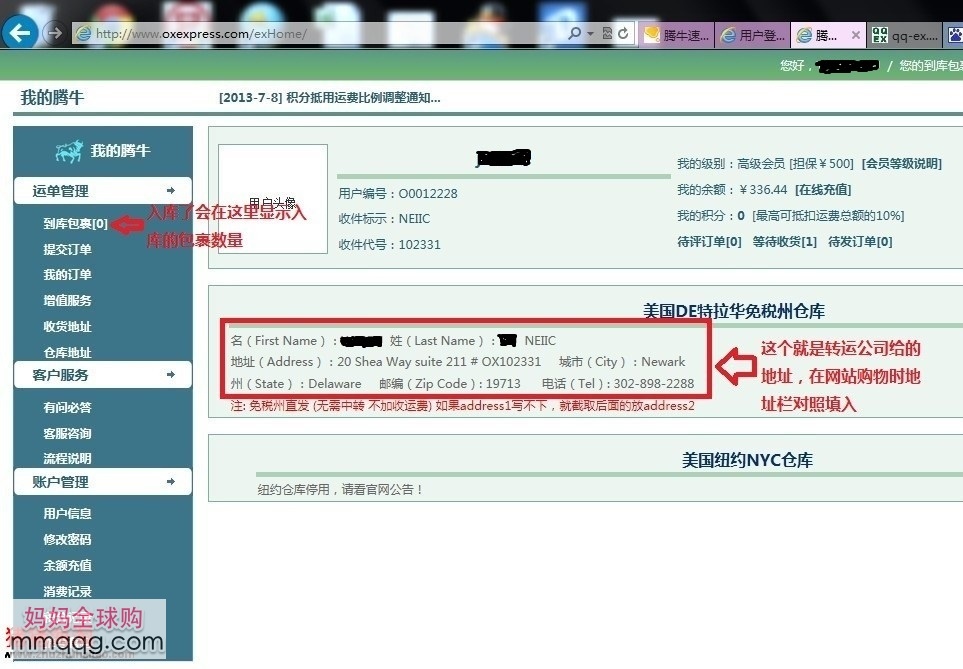 http://www.oxexpress.com/exHome/
腾牛速...
用户登...
腾...
qq-ex....
您好，
/ 您的到库包裹
我的腾牛
[2013-7-8] 积分抵用运费比例调整通知...
我的腾牛
运单管理
到库包裹[0]
提交订单
我的订单
增值服务
收货地址
仓库地址
客户服务
有问必答
客服咨询
流程说明
账户管理
用户信息
修改密码
余额充值
消费记录
入库了会在这里显示入
库的包裹数量
用户头像
用户编号：O0012228
收件标示：NEIIC
收件代号：102331
我的级别：高级会员 [担保￥500] [会员等级说明]
我的余额：￥336.44 [在线充值]
我的积分：0 [最高可抵扣运费总额的10%]
待评订单[0] 等待收货[1] 待发订单[0]
美国DE特拉华免税州仓库
名（First Name）： 姓（Last Name）： NEIIC
地址（Address）：20 Shea Way suite 211 # OX102331 城市（City）：Newark
州（State）：Delaware 邮编（Zip Code）：19713 电话（Tel）：302-898-2288
注: 免税州直发 (无需中转 不加收运费) 如果address1写不下，就截取后面的放address2
这个就是转运公司给的
地址，在网站购物时地
址栏对照填入
美国纽约NYC仓库
纽约仓库停用，请看官网公告！
妈妈全球购
mmqqg.com